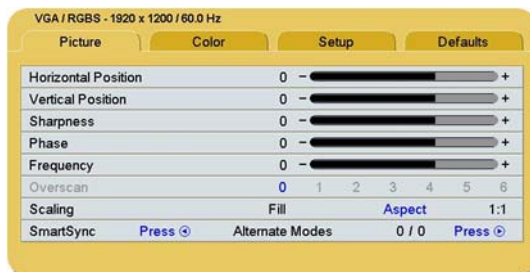 VGA / RGBS - 1920 x 1200 / 60.0 Hz
Picture Color Setup Defaults
Horizontal Position 0 - +
Vertical Position 0 - +
Sharpness 0 - +
Phase 0 - +
Frequency 0 - +
Overscan 0 1 2 3 4 5 6
Scaling Fill Aspect 1:1
SmartSync Press Alternate Modes 0 / 0 Press